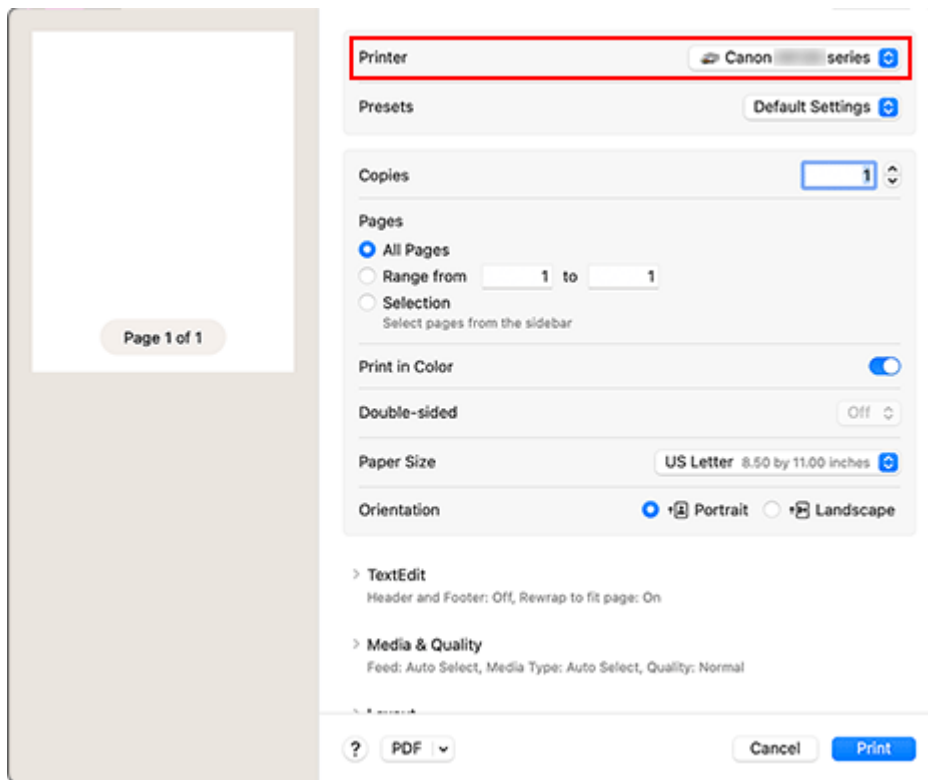 Printer Canon series
Presets Default Settings
Copies 1
Pages
All Pages
Range from 1 to 1
Selection
Select pages from the sidebar
Page 1 of 1
Print in Color
Double-sided Off
Paper Size US Letter 8.50 by 11.00 inches
Orientation Portrait Landscape
TextEdit
Header and Footer: Off, Rewrap to fit page: On
Media & Quality
Feed: Auto Select, Media Type: Auto Select, Quality: Normal
? PDF Cancel Print